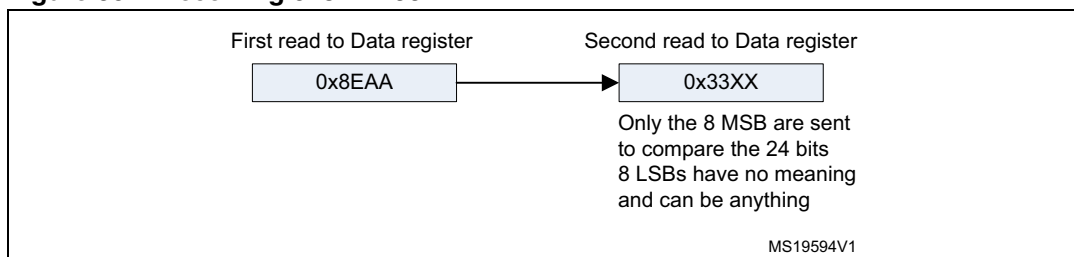 First read to Data register
Second read to Data register
0x8EAA
0x33XX
Only the 8 MSB are sent
to compare the 24 bits
8 LSBs have no meaning
and can be anything
MS19594V1